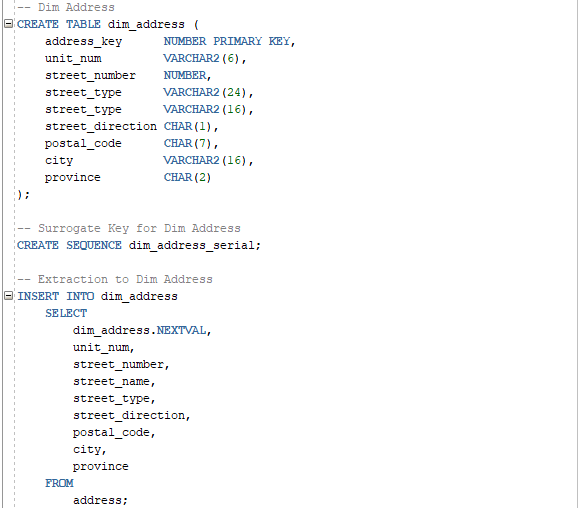 -- Dim Address
CREATE TABLE dim_address (
    address_key      NUMBER PRIMARY KEY,
    unit_num         VARCHAR2(6),
    street_number    NUMBER,
    street_type      VARCHAR2(24),
    street_type      VARCHAR2(16),
    street_direction CHAR(1),
    postal_code      CHAR(7),
    city             VARCHAR2(16),
    province         CHAR(2)
);
-- Surrogate Key for Dim Address
CREATE SEQUENCE dim_address_serial;
-- Extraction to Dim Address
INSERT INTO dim_address
    SELECT
        dim_address.NEXTVAL,
        unit_num,
        street_number,
        street_name,
        street_type,
        street_direction,
        postal_code,
        city,
        province
    FROM
        address;